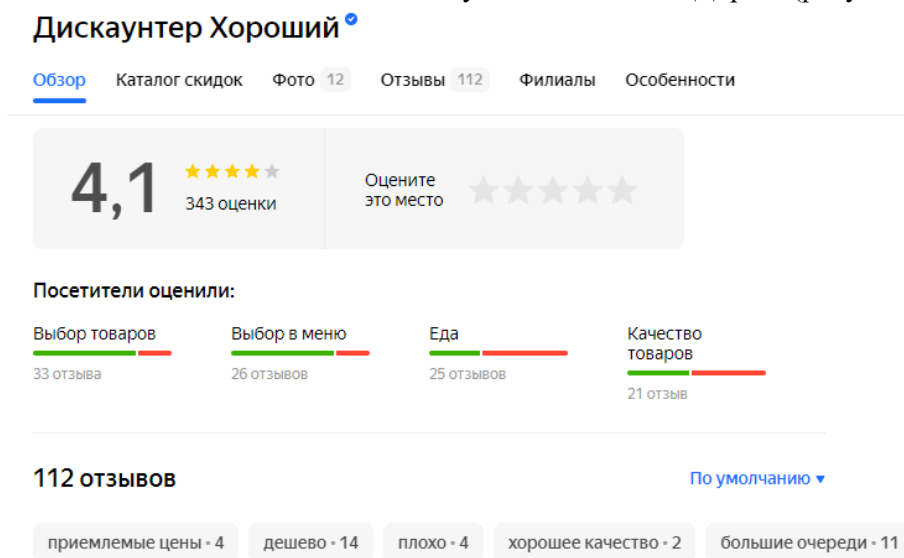 Дискаунтер Хороший
Обзор Каталог скидок Фото 12 Отзывы 112 Филиалы Особенности
4,1
343 оценки
Оцените
это место
Посетители оценили:
Выбор товаров
33 отзыва
Выбор в меню
26 отзывов
Еда
25 отзывов
Качество
товаров
21 отзыв
112 отзывов
По умолчанию
приемлемые цены • 4 дешево • 14 плохо • 4 хорошее качество • 2 большие очереди • 11